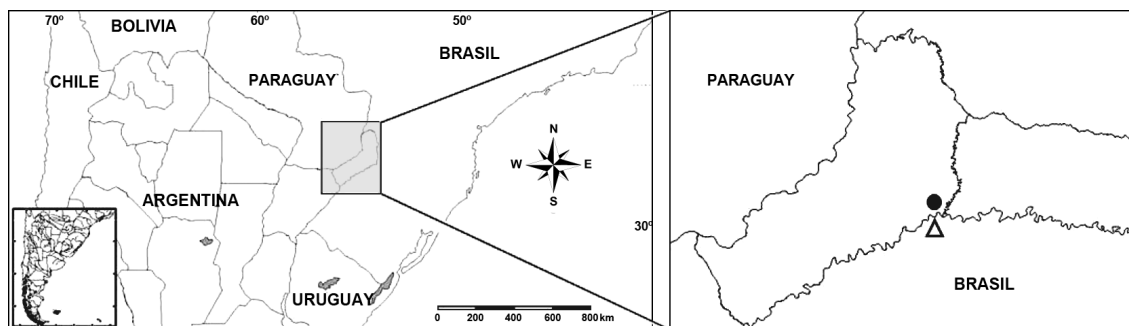 70º 60º 50º
BOLIVIA
BRASIL
CHILE
PARAGUAY
PARAGUAY
N
W E
S
ARGENTINA
30º
URUGUAY
0 200 400 600 800 km
BRASIL